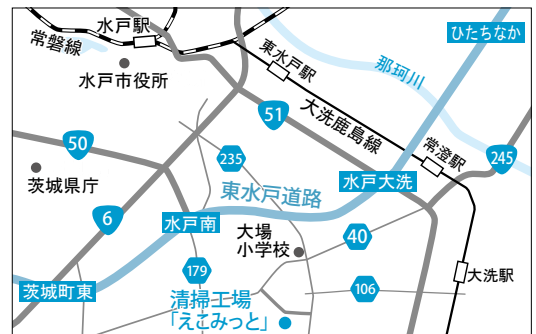 水戸駅
ひたちなか
常磐線
東水戸駅
水戸市役所
那珂川
51
大洗鹿島線
50
常澄駅
245
235
茨城県庁
水戸大洗
東水戸道路
6
水戸南
大場
小学校
40
179
大洗駅
茨城町東
106
清掃工場
「えこみっと」